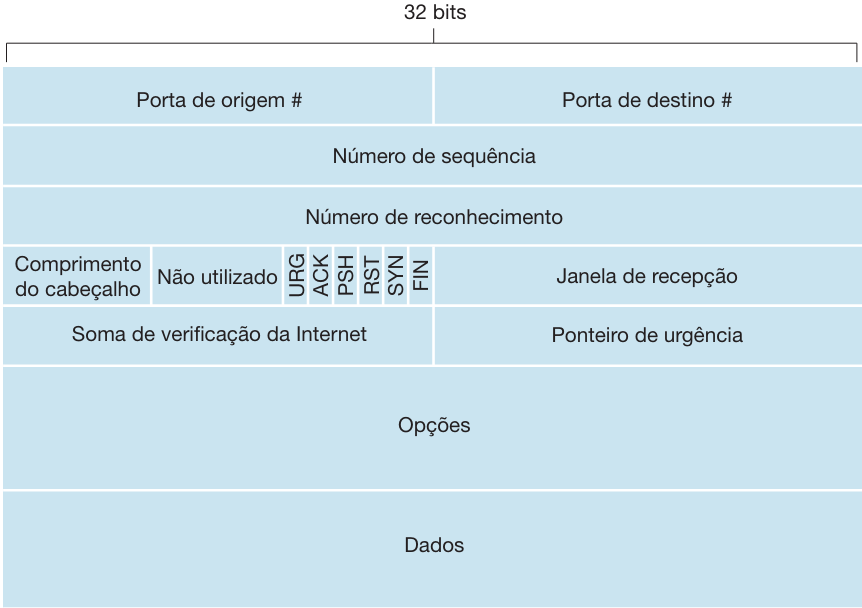 32 bits
Porta de origem #
Porta de destino #
Número de sequência
Número de reconhecimento
Comprimento
do cabeçalho
Não utilizado
URG
ACK
PSH
RST
SYN
FIN
Janela de recepção
Soma de verificação da Internet
Ponteiro de urgência
Opções
Dados